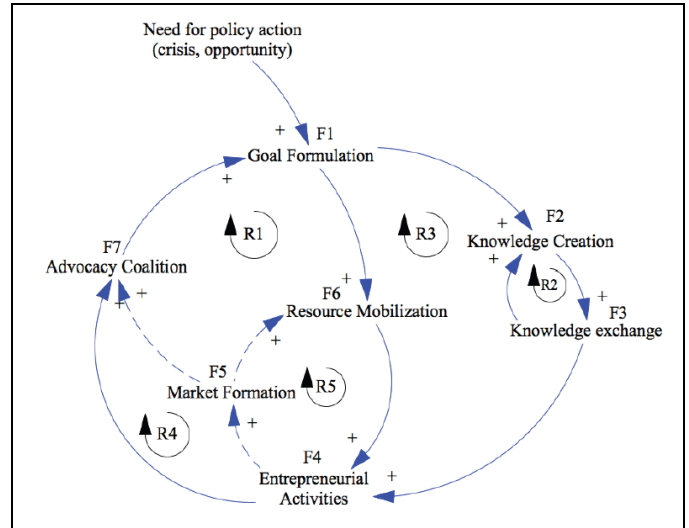 Need for policy action
(crisis, opportunity)
+ F1
Goal Formulation
+
R1
R3
+ F2
Knowledge Creation
+
F7
Advocacy Coalition
+ +
R2
+ F3
Knowledge exchange
+
F6
Resource Mobilization
+
F5
Market Formation
R5
+
R4
+
F4
+
Entrepreneurial
Activities